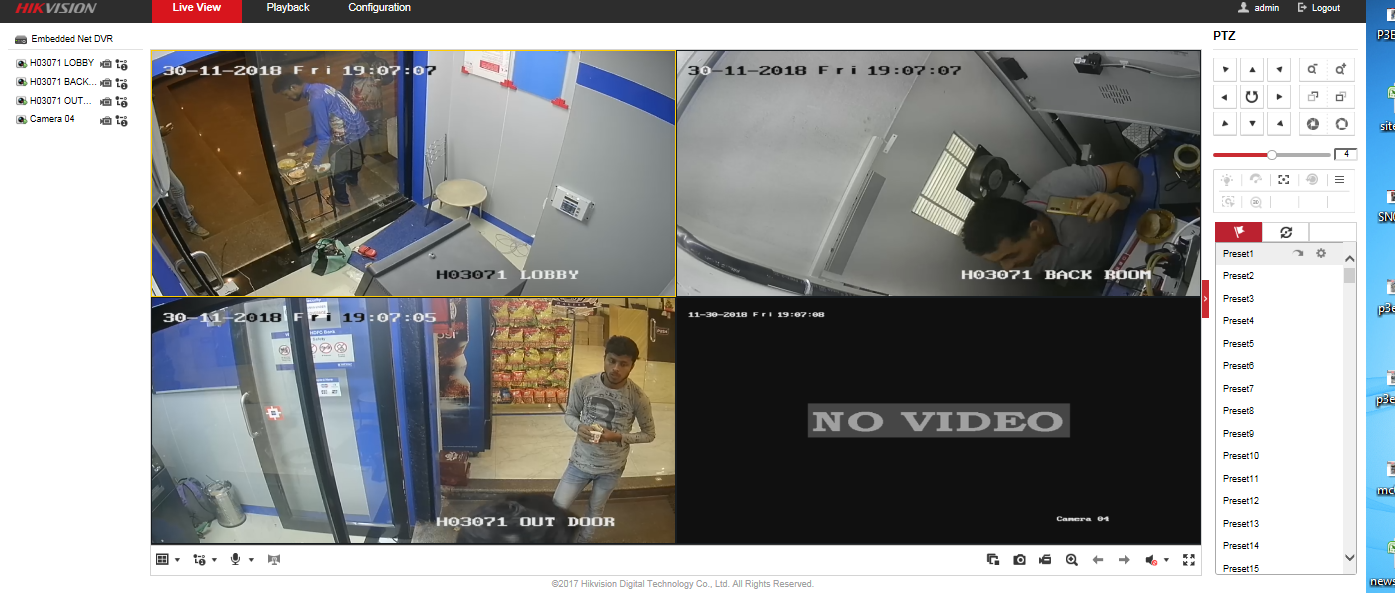 HIKVISION Live View Playback Configuration admin Logout
Embedded Net DVR
H03071 LOBBY
H03071 BACK...
H03071 OUT...
Camera 04
30-11-2018 Fri 19:07:07
H03071 LOBBY
30-11-2018 Fri 19:07:07
H03071 BACK ROOM
30-11-2018 Fri 19:07:05
HDFC Bank
H03071 OUT DOOR
11-30-2018 Fri 19:07:08
NO VIDEO
Camera 04
©2017 Hikvision Digital Technology Co., Ltd. All Rights Reserved.
PTZ
4
Preset1
Preset2
Preset3
Preset4
Preset5
Preset6
Preset7
Preset8
Preset9
Preset10
Preset11
Preset12
Preset13
Preset14
Preset15
P3E
site
SNO
p3e
p3e
mc
news